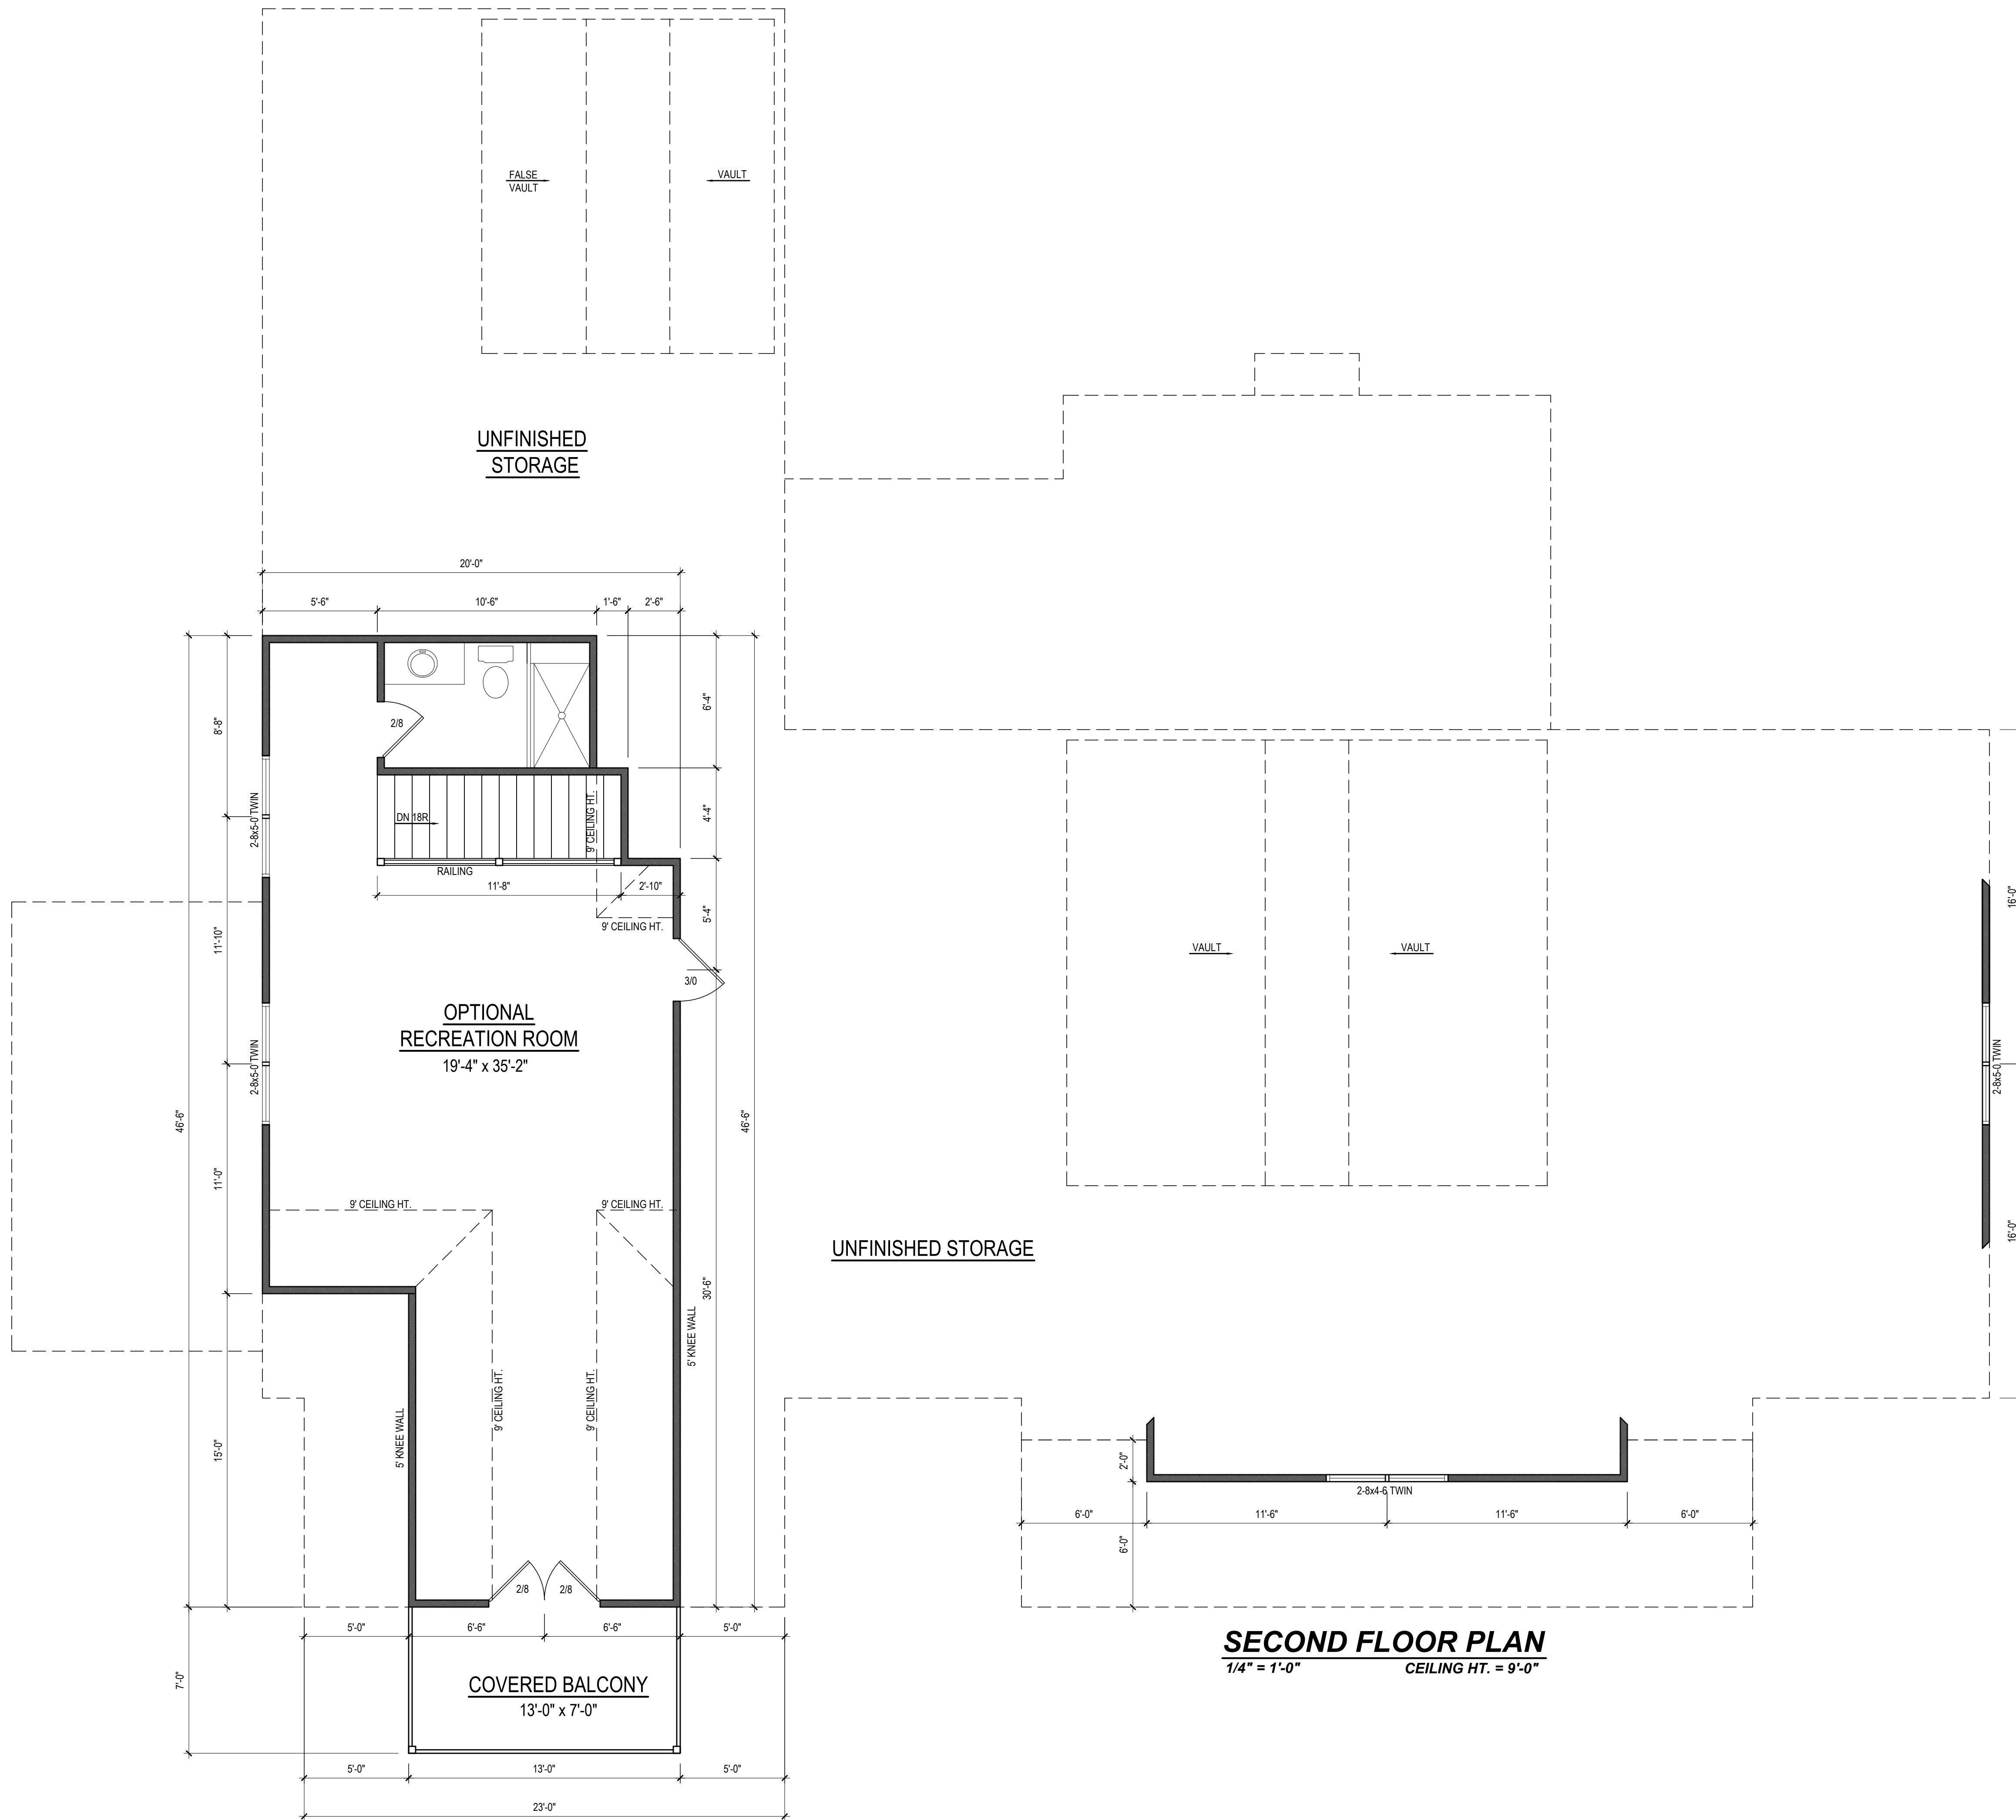 FALSE
VAULT
VAULT
UNFINISHED
STORAGE
20'-0"
5'-6"
10'-6"
1'-6"
2'-6"
8'-8"
6'-4"
2/8
2-8x5-0 TWIN
DN 18R
9' CEILING HT.
4'-4"
RAILING
11'-8"
2'-10"
5'-4"
9' CEILING HT.
11'-10"
3/0
16'-0"
VAULT
VAULT
OPTIONAL
RECREATION ROOM
19'-4" x 35'-2"
2-8x5-0 TWIN
2-8x5-0 TWIN
46'-6"
46'-6"
11'-0"
9' CEILING HT.
9' CEILING HT.
UNFINISHED STORAGE
16'-0"
30'-6"
5' KNEE WALL
9' CEILING HT.
9' CEILING HT.
5' KNEE WALL
15'-0"
2'-0"
2-8x4-6 TWIN
6'-0"
11'-6"
11'-6"
6'-0"
6'-0"
2/8
2/8
5'-0"
6'-6"
6'-6"
5'-0"
SECOND FLOOR PLAN
1/4" = 1'-0"
CEILING HT. = 9'-0"
7'-0"
COVERED BALCONY
13'-0" x 7'-0"
5'-0"
13'-0"
5'-0"
23'-0"